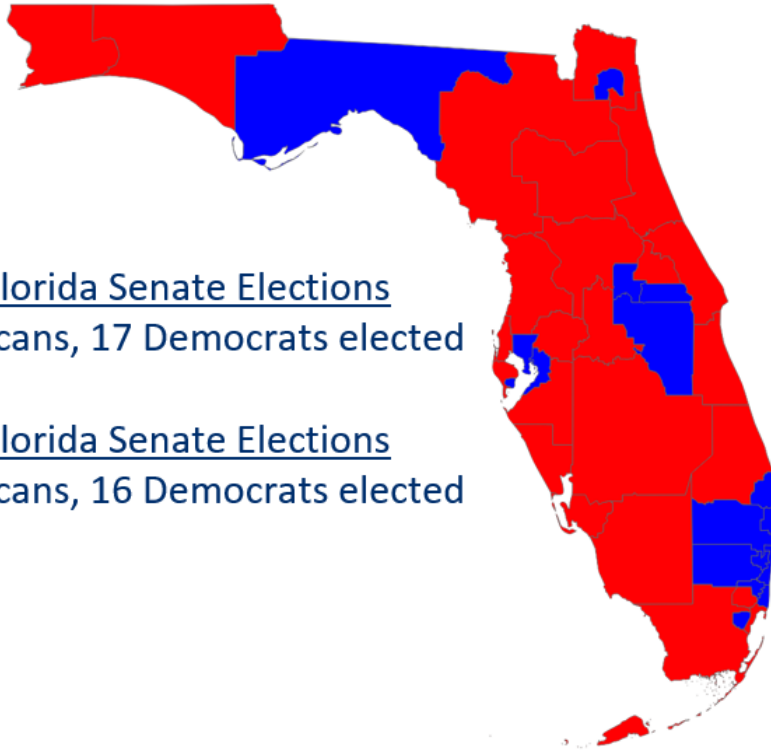 lorida Senate Elections
cans, 17 Democrats elected
lorida Senate Elections
cans, 16 Democrats elected